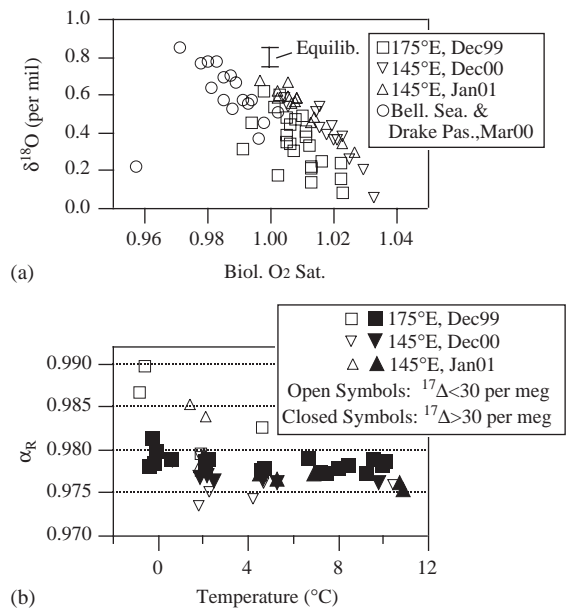 1.0
0.8
0.6
0.4
0.2
0.0
δ¹⁸O (per mil)
Equilib.
175°E, Dec99
145°E, Dec00
145°E, Jan01
Bell. Sea. &
Drake Pas.,Mar00
0.96 0.98 1.00 1.02 1.04
(a) Biol. O₂ Sat.
175°E, Dec99
145°E, Dec00
145°E, Jan01
Open Symbols: ¹⁷Δ<30 per meg
Closed Symbols: ¹⁷Δ>30 per meg
0.990
0.985
0.980
0.975
0.970
αR
0 2 4 6 8 10 12
(b) Temperature (°C)